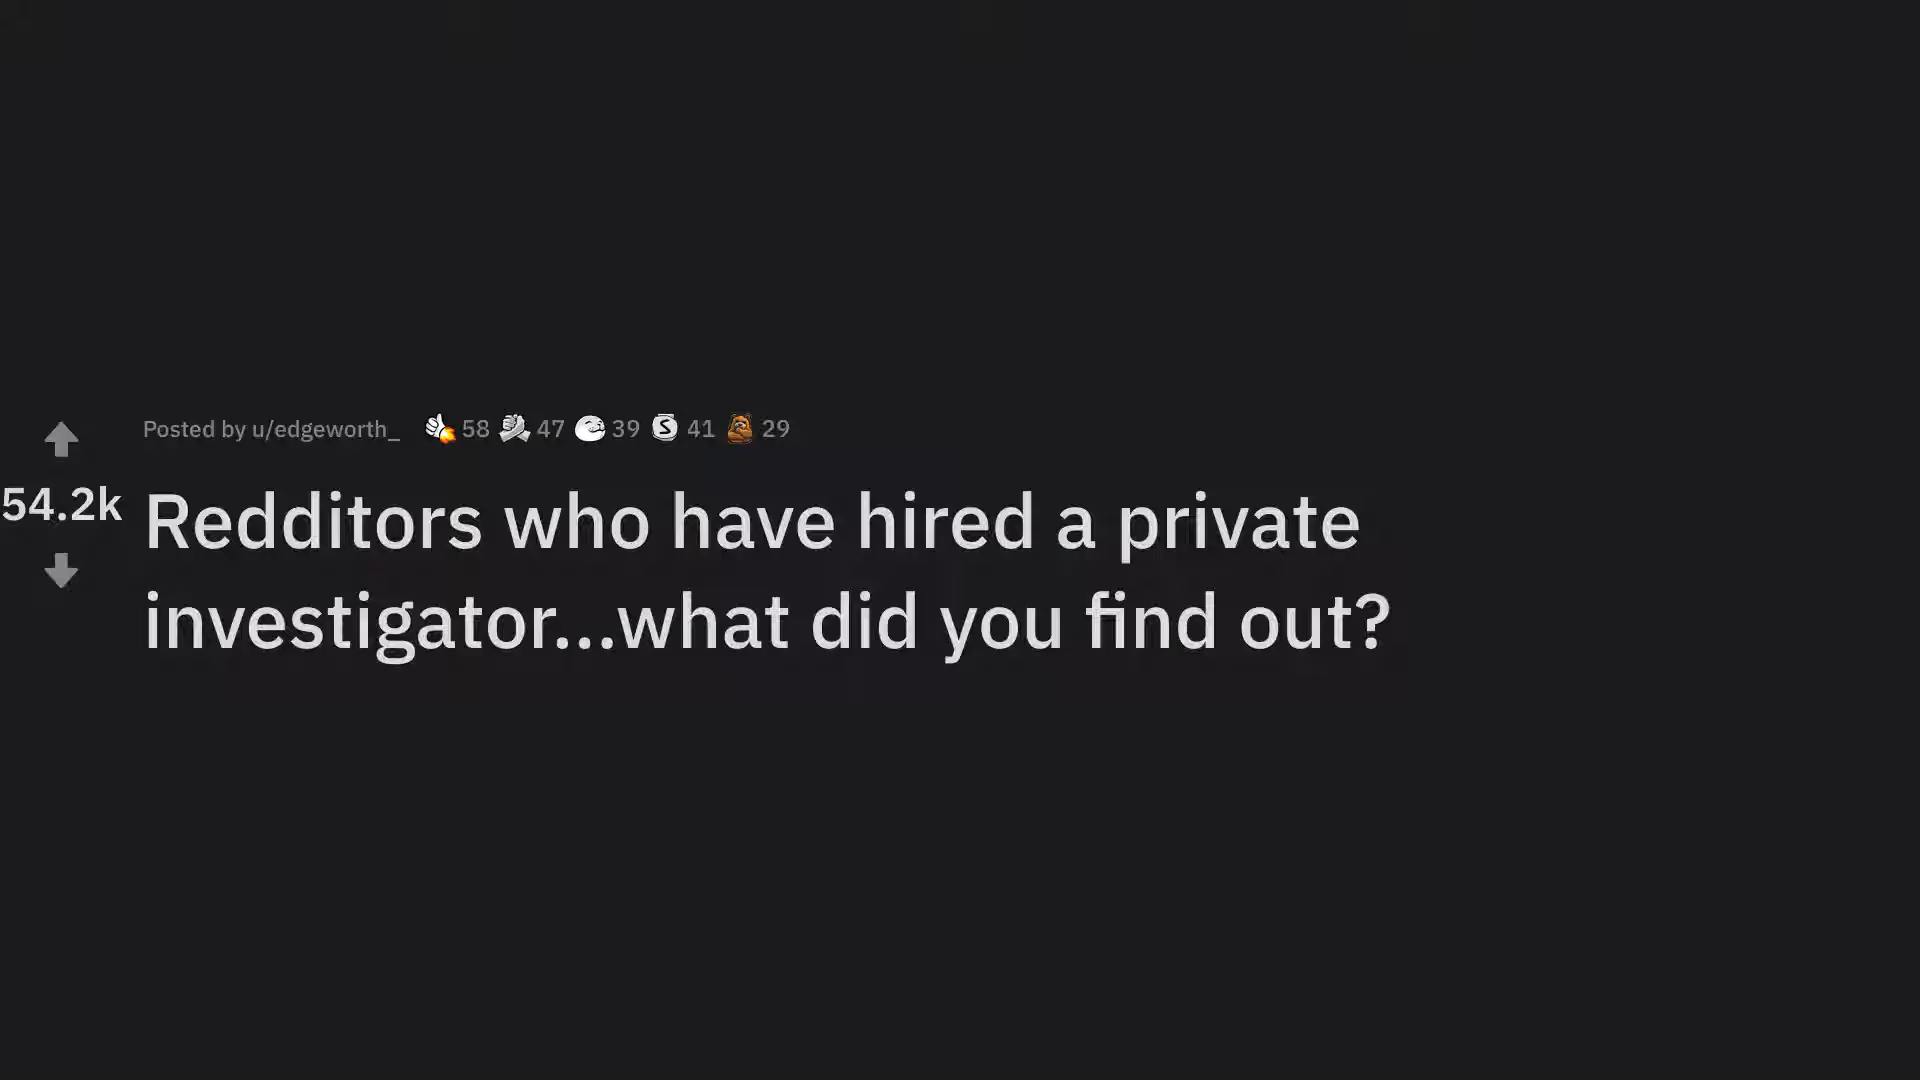 Posted by u/edgeworth_ 58 47 39 S 41 29
54.2k
Redditors who have hired a private
investigator...what did you find out?